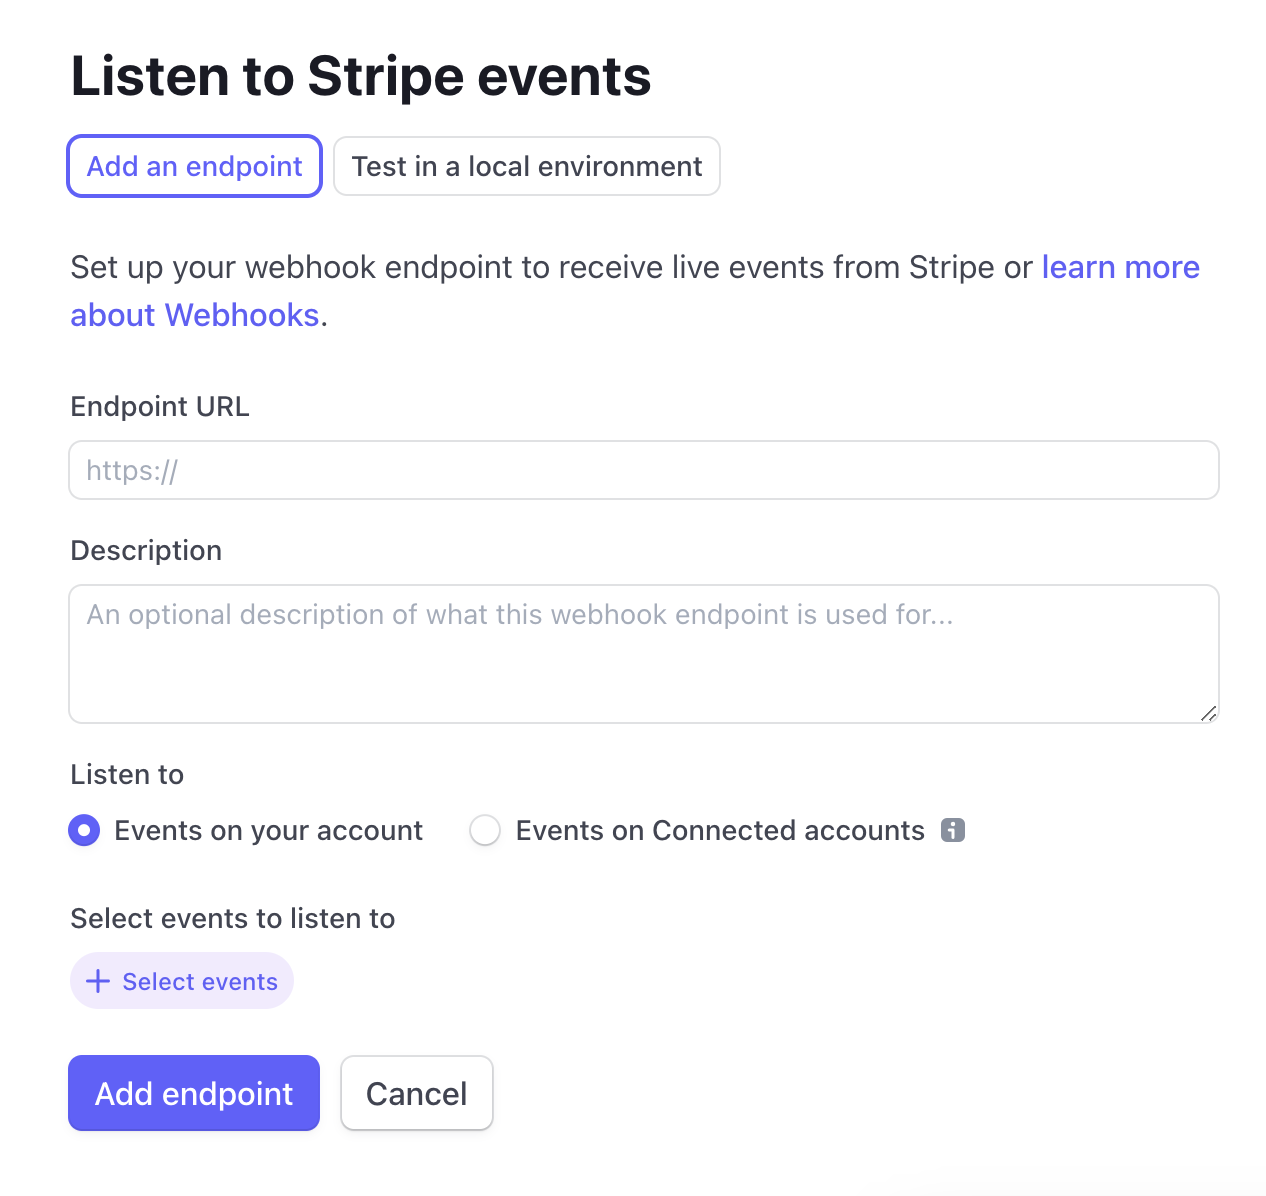 Listen to Stripe events
Add an endpoint
Test in a local environment
Set up your webhook endpoint to receive live events from Stripe or learn more
about Webhooks.
Endpoint URL
https://
Description
An optional description of what this webhook endpoint is used for...
Listen to
Events on your account
Events on Connected accounts
Select events to listen to
Select events
Add endpoint
Cancel